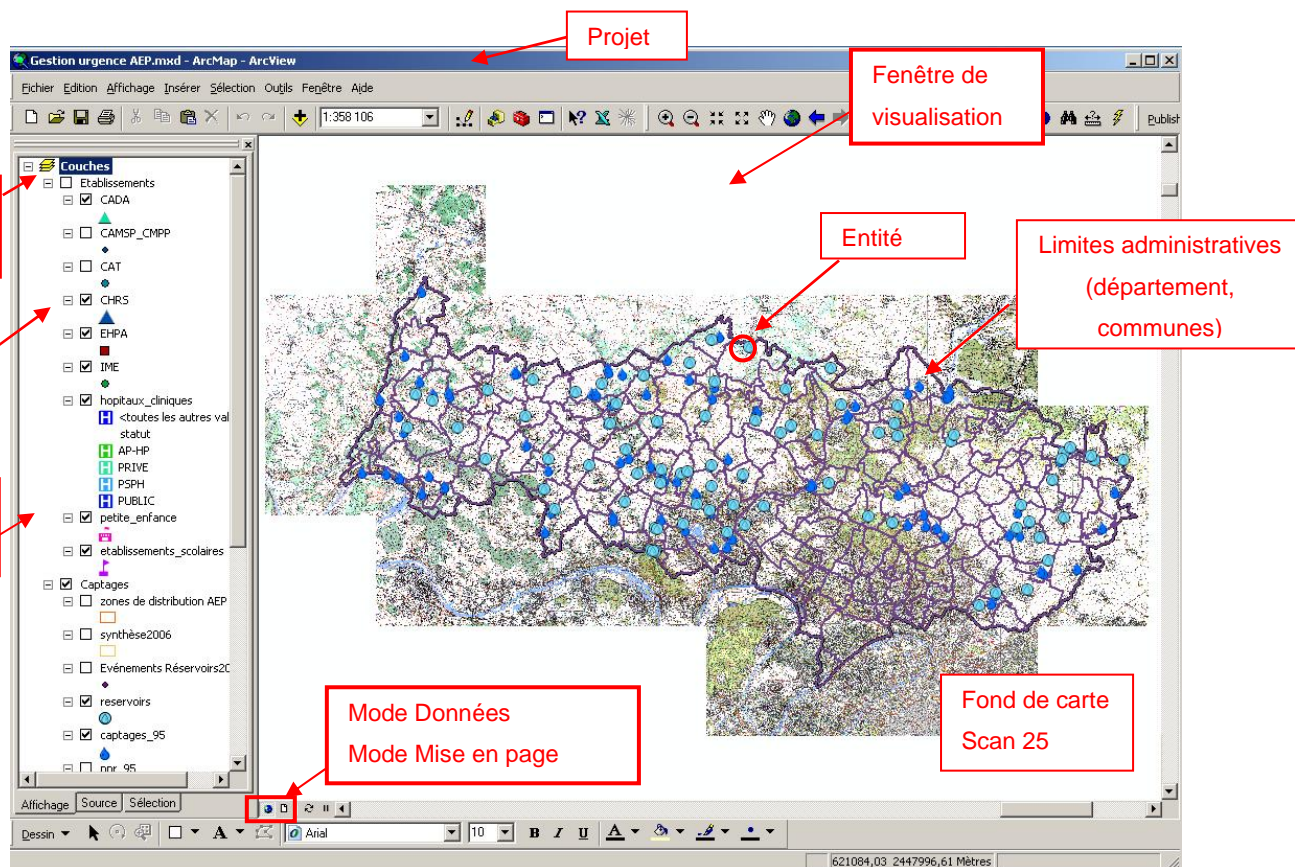 Projet
Gestion urgence AEP.mxd - ArcMap - ArcView
Fichier Edition Affichage Insérer Sélection Outils Fenêtre Aide
1:358 106
Publish
Fenêtre de
visualisation
Couches
Etablissements
CADA
CAMSP_CMPP
CAT
CHRS
EHPA
IME
hopitaux_cliniques
<toutes les autres val
statut
AP-HP
PRIVE
PSPH
PUBLIC
petite_enfance
etablissements_scolaires
Captages
zones de distribution AEP
synthèse2006
Evénements Réservoirs20
reservoirs
captages_95
ppr_95
Entité
Limites administratives
(département,
communes)
Mode Données
Mode Mise en page
Fond de carte
Scan 25
Affichage Source Sélection
Dessin A Arial 10 B I U A
621084,03 2447996,61 Mètres